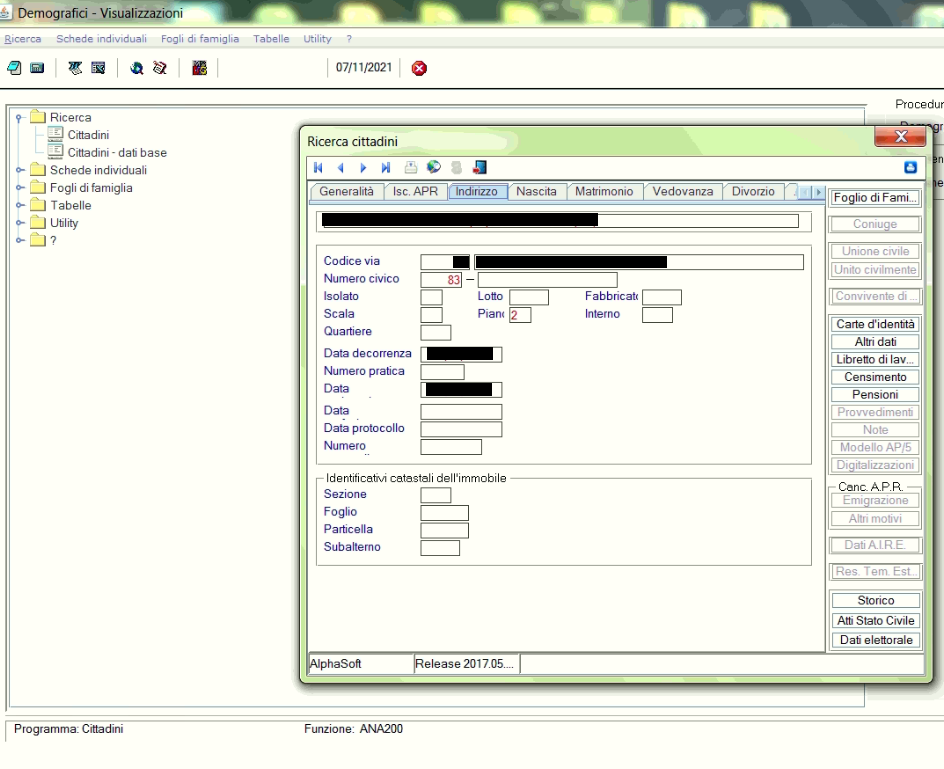 Demografici - Visualizzazioni
Ricerca Schede individuali Fogli di famiglia Tabelle Utility ?
07/11/2021
Procedur
Ricerca
Cittadini
Cittadini - dati base
Schede individuali
Fogli di famiglia
Tabelle
Utility
?
Ricerca cittadini
Generalità Isc. APR Indirizzo Nascita Matrimonio Vedovanza Divorzio
Codice via
Numero civico 83 –
Isolato Lotto Fabbricato
Scala Piano 2 Interno
Quartiere
Data decorrenza
Numero pratica
Data
Data
Data protocollo
Numero
Identificativi catastali dell'immobile
Sezione
Foglio
Particella
Subalterno
Foglio di Fami...
Coniuge
Unione civile
Unito civilmente
Convivente di ...
Carte d'identità
Altri dati
Libretto di lav...
Censimento
Pensioni
Provvedimenti
Note
Modello AP/5
Digitalizzazioni
Canc. A.P.R.
Emigrazione
Altri motivi
Dati A.I.R.E.
Res. Tem. Est...
Storico
Atti Stato Civile
Dati elettorale
AlphaSoft Release 2017.05....
Programma: Cittadini Funzione: ANA200